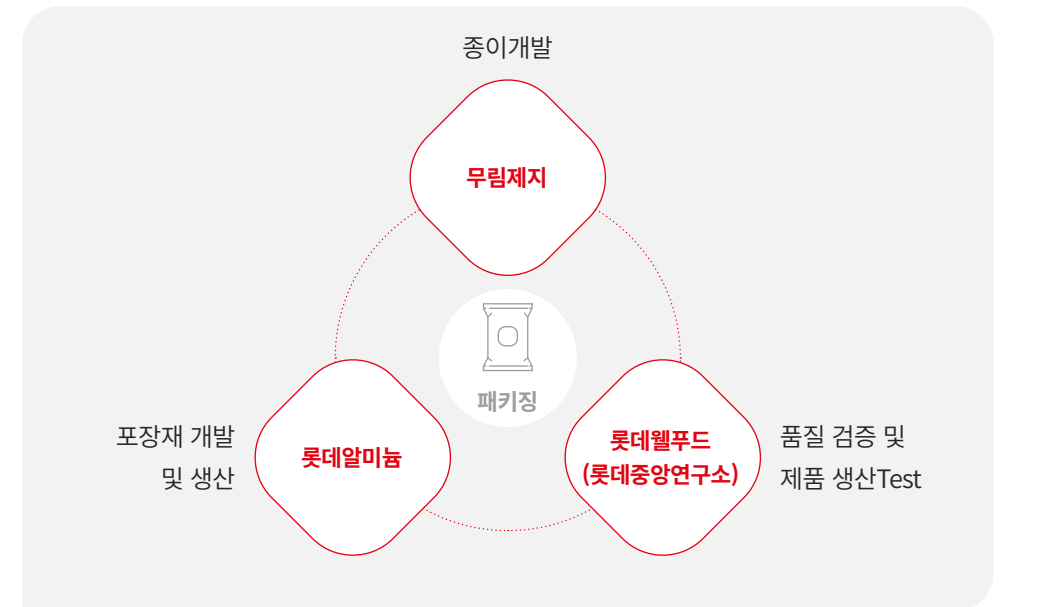 종이개발
무림제지
패키징
포장재 개발
및 생산
롯데알미늄
롯데웰푸드
(롯데중앙연구소)
품질 검증 및
제품 생산Test